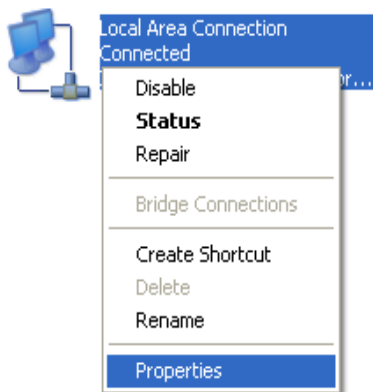 Local Area Connection
Connected
r...
Disable
Status
Repair
Bridge Connections
Create Shortcut
Delete
Rename
Properties